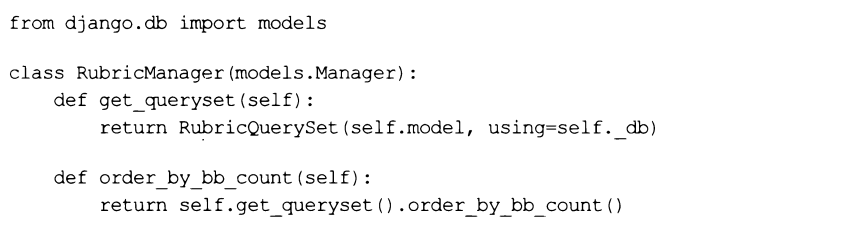 from django.db import models
class RubricManager(models.Manager):
    def get_queryset(self):
        return RubricQuerySet(self.model, using=self._db)
    def order_by_bb_count(self):
        return self.get_queryset().order_by_bb_count()